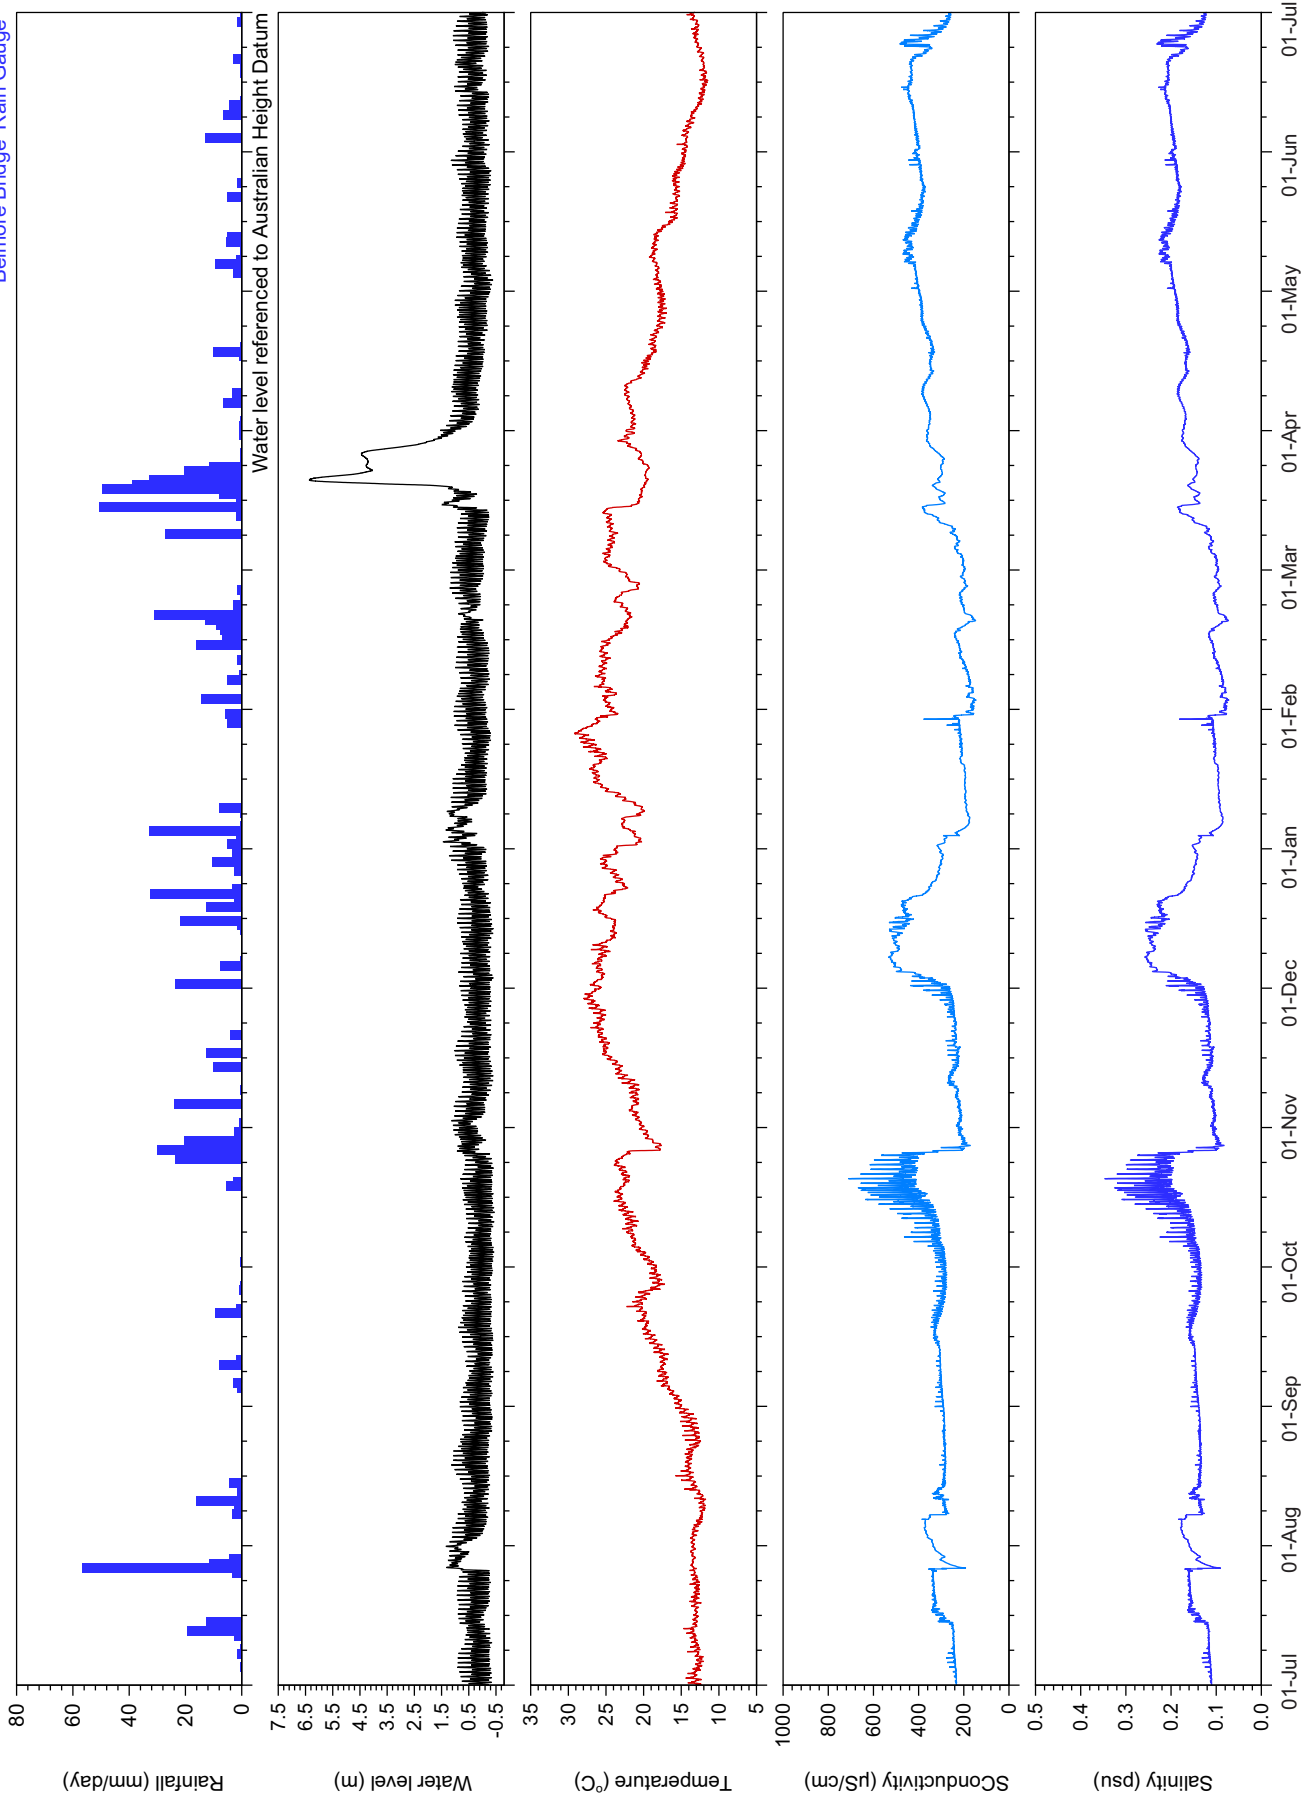 Belmore Bridge Rain Gauge
80
60
40
20
0
Rainfall (mm/day)
Water level referenced to Australian Height Datum
7.5
6.5
5.5
4.5
3.5
2.5
1.5
0.5
-0.5
Water level (m)
35
30
25
20
15
10
5
Temperature (°C)
1000
800
600
400
200
0
SConductivity (µS/cm)
0.5
0.4
0.3
0.2
0.1
0.0
Salinity (psu)
01-Jul
01-Aug
01-Sep
01-Oct
01-Nov
01-Dec
01-Jan
01-Feb
01-Mar
01-Apr
01-May
01-Jun
01-Jul